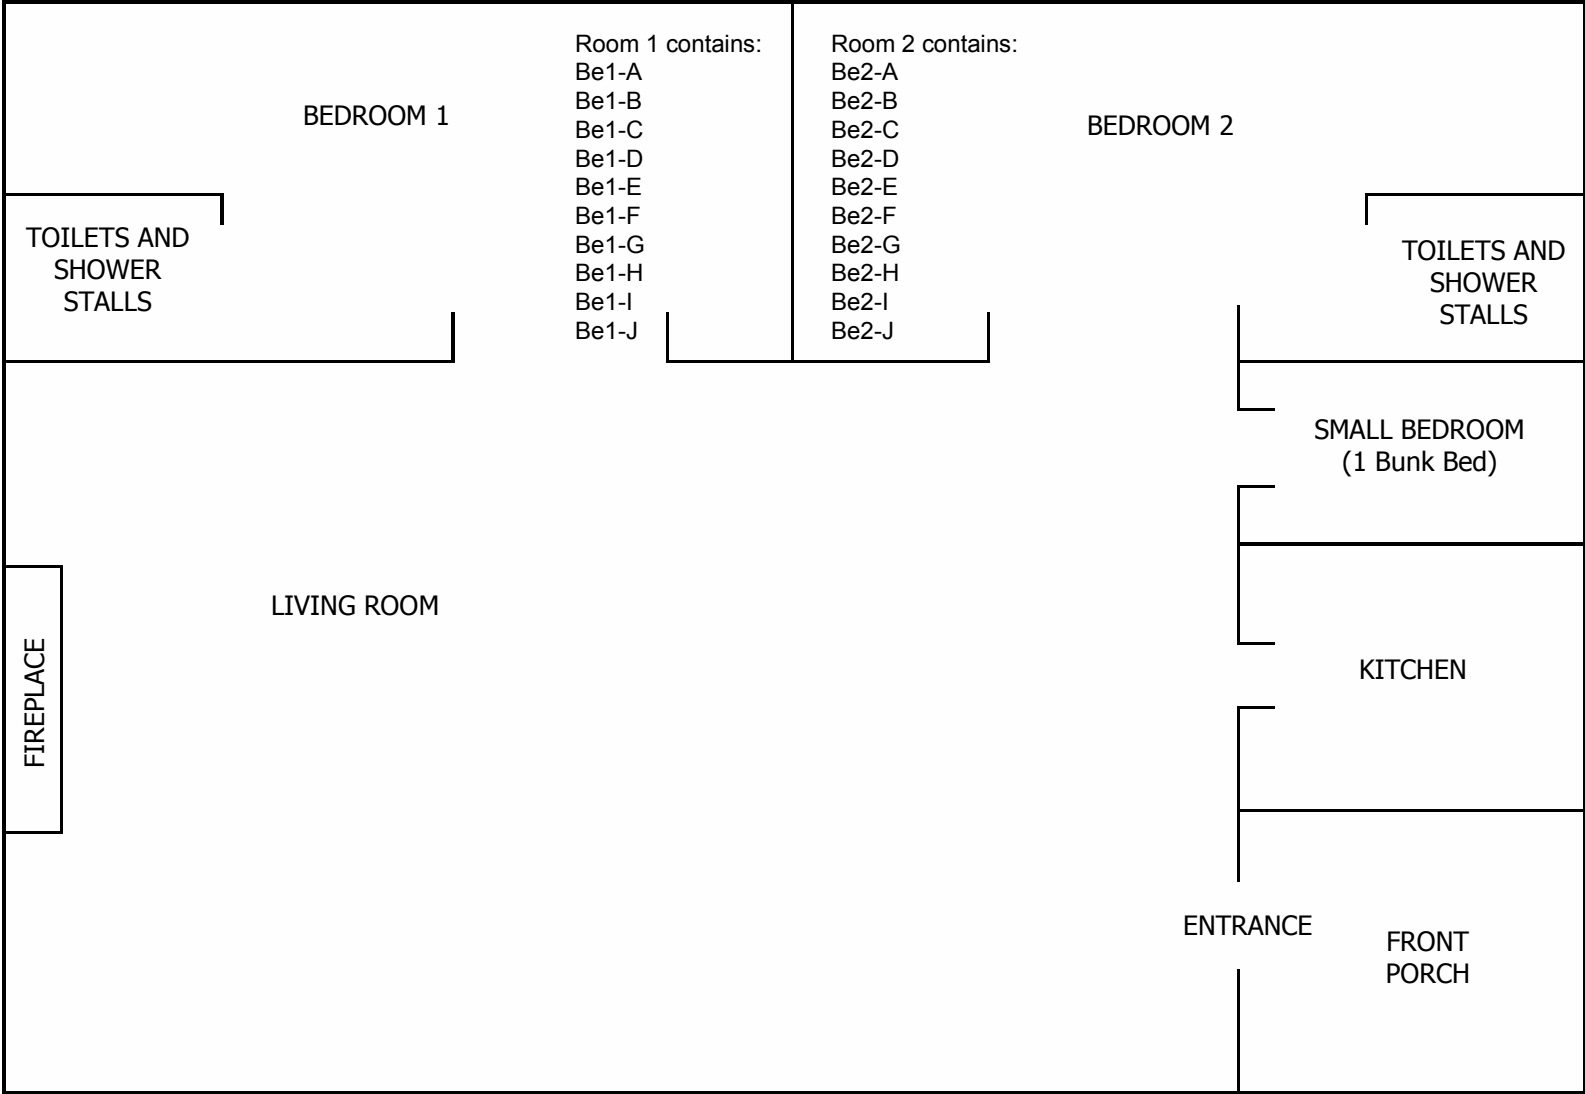 BEDROOM 1
Room 1 contains:
Be1-A
Be1-B
Be1-C
Be1-D
Be1-E
Be1-F
Be1-G
Be1-H
Be1-I
Be1-J
Room 2 contains:
Be2-A
Be2-B
Be2-C
Be2-D
Be2-E
Be2-F
Be2-G
Be2-H
Be2-I
Be2-J
BEDROOM 2
TOILETS AND
SHOWER
STALLS
TOILETS AND
SHOWER
STALLS
SMALL BEDROOM
(1 Bunk Bed)
LIVING ROOM
FIREPLACE
KITCHEN
ENTRANCE
FRONT
PORCH